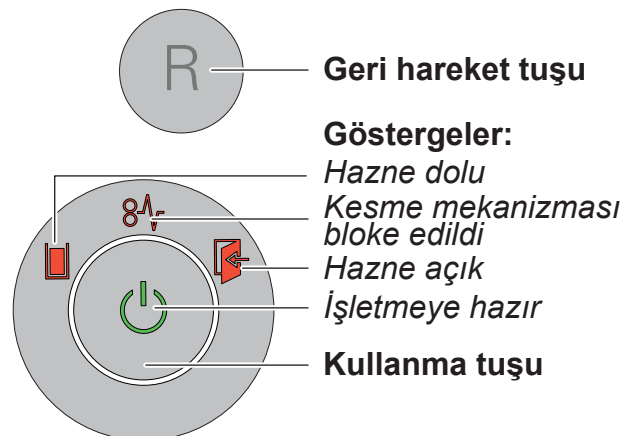 R
Geri hareket tuşu
Göstergeler:
Hazne dolu
Kesme mekanizması
bloke edildi
Hazne açık
İşletmeye hazır
Kullanma tuşu